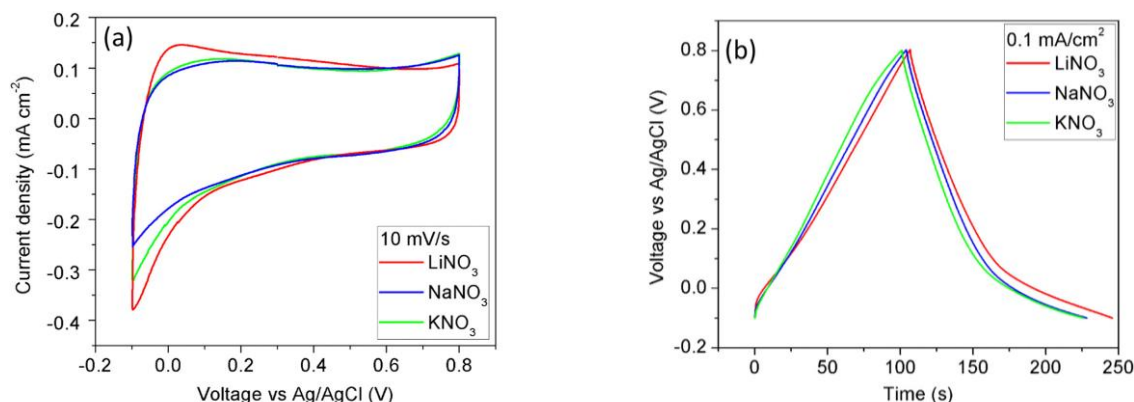 (a)
0.2
0.1
0.0
-0.1
-0.2
-0.3
-0.4
Current density (mA cm⁻²)
10 mV/s
LiNO₃
NaNO₃
KNO₃
-0.2 0.0 0.2 0.4 0.6 0.8
Voltage vs Ag/AgCl (V)
(b)
0.8
0.6
0.4
0.2
0.0
-0.2
Voltage vs Ag/AgCl (V)
0.1 mA/cm²
LiNO₃
NaNO₃
KNO₃
0 50 100 150 200 250
Time (s)